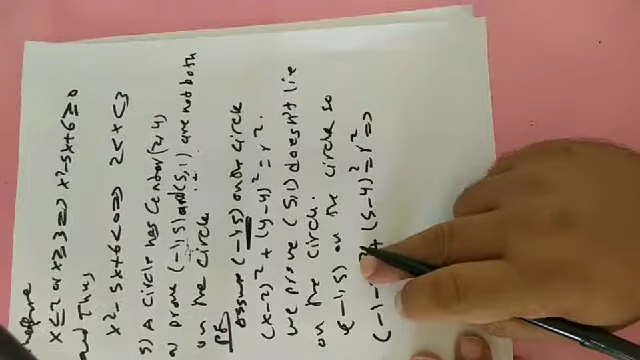 x≤2 or x≥3 => x²-5x+6≥0
and Thus
x²-5x+6<0 => 2<x<3
5) A circle has Center (2,4)
a) prove (-1,5) and (5,1) are not both
on the circle.
Pf assume (-1,5) on the circle
(x-2)²+(y-4)²=r².
we prove (5,1) doesn't lie
on the circle.
(-1,5) on the circle so
+(5-4)²=r² =>